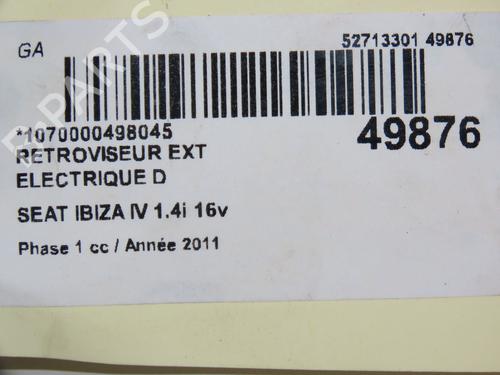 GA
52713301 49876
*1070000498045
49876
RETROVISEUR EXT
ELECTRIQUE D
SEAT IBIZA IV 1.4i 16v
Phase 1 cc / Année 2011